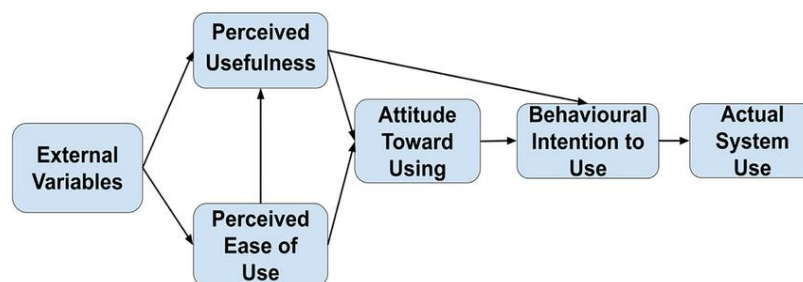 External
Variables
Perceived
Usefulness
Perceived
Ease of
Use
Attitude
Toward
Using
Behavioural
Intention to
Use
Actual
System
Use